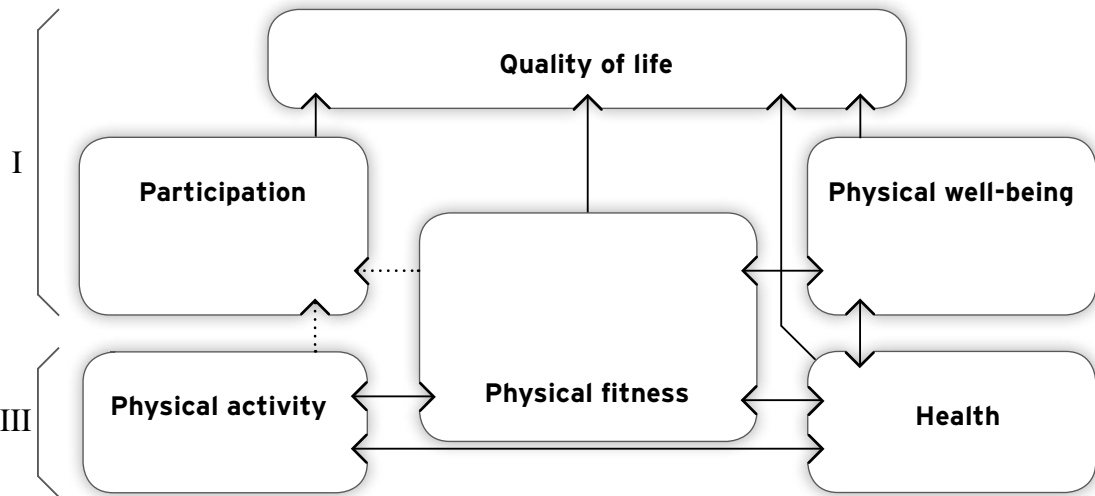 Quality of life
I
Participation
Physical well-being
Physical fitness
III
Physical activity
Health